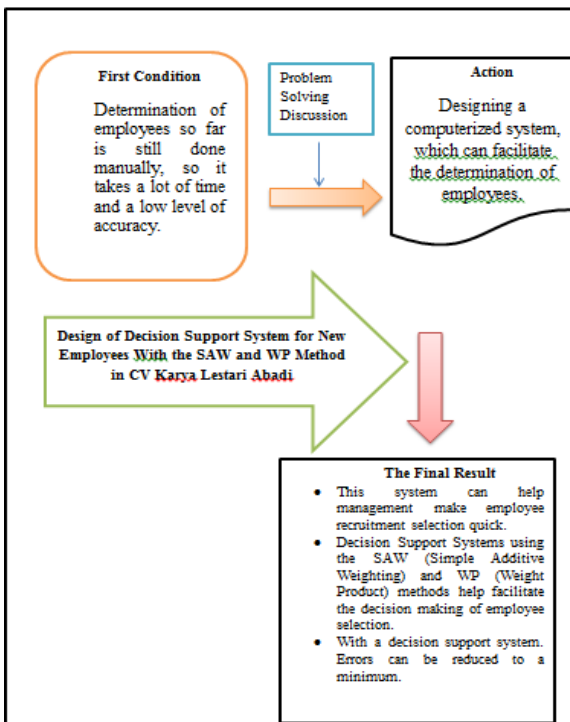 First Condition
Determination of
employees so far
is still done
manually, so it
takes a lot of time
and a low level of
accuracy.
Problem
Solving
Discussion
Action
Designing a
computerized system,
which can facilitate
the determination of
employees.
Design of Decision Support System for New
Employees With the SAW and WP Method
in CV Karya Lestari Abadi
The Final Result
• This system can help
management make employee
recruitment selection quick.
• Decision Support Systems using
the SAW (Simple Additive
Weighting) and WP (Weight
Product) methods help facilitate
the decision making of employee
selection.
• With a decision support system.
Errors can be reduced to a
minimum.